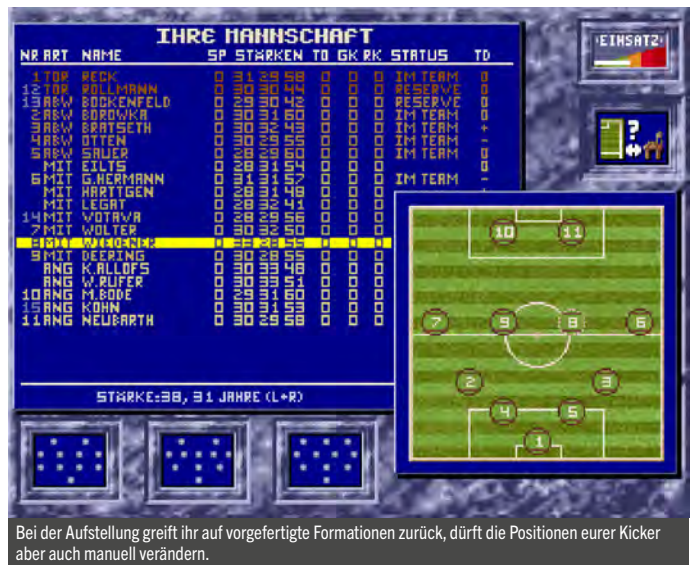 IHRE MANNSCHAFT
NR ART NAME SP STÄRKEN TO GK RK STATUS TD
1 TOR RECK 0 31 29 58 0 0 0 IM TEAM 0
12 TOR ROLLMANN 0 30 30 44 0 0 0 RESERVE 0
13 ABW BOCKENFELD 0 29 30 42 0 0 0 RESERVE 0
2 ABW BOROWKA 0 30 31 60 0 0 0 IM TEAM 0
3 ABW BRATSETH 0 30 32 43 0 0 0 IM TEAM +
4 ABW OTTEN 0 30 29 55 0 0 0 IM TEAM -
5 ABW SAUER 0 28 29 60 0 0 0 IM TEAM 0
MIT EILTS 0 28 31 54 0 0 0 0
6 MIT G.HERMANN 0 31 31 57 0 0 0 IM TEAM -
MIT HARTTGEN 0 28 31 48 0 0 0
MIT LEGAT 0 28 32 41 0 0 0
14 MIT VOTAVA 0 28 29 56 0 0 0
7 MIT WOLTER 0 30 32 50 0 0 0
8 MIT WIEDENER 0 33 28 55 0 0 0
9 MIT DEERING 0 30 28 55 0 0 0
ANG K.ALLOFS 0 30 33 48 0 0 0
ANG W.RUFER 0 30 33 51 0 0 0
10 ANG M.BODE 0 29 31 60 0 0 0
15 ANG KOHN 0 30 31 53 0 0 0
11 ANG NEUBARTH 0 30 29 58 0 0 0
STÄRKE:38, 31 JAHRE (L+R)
EINSATZ
?
10 11
7 9 8 6
2 3
4 5
1
Bei der Aufstellung greift ihr auf vorgefertigte Formationen zurück, dürft die Positionen eurer Kicker
aber auch manuell verändern.